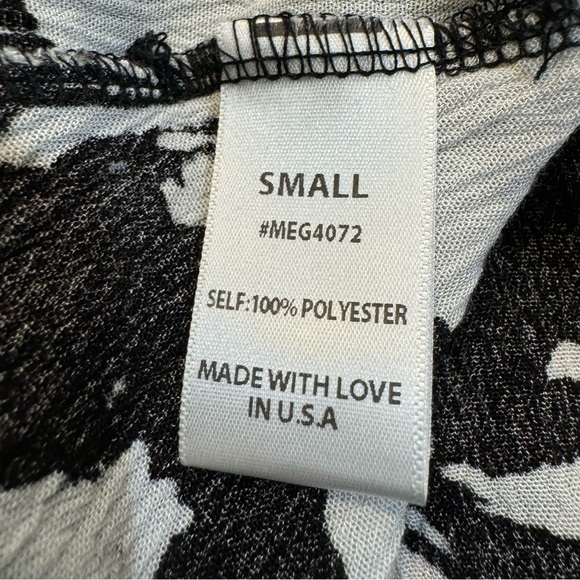 SMALL
#MEG4072
SELF:100% POLYESTER
MADE WITH LOVE
IN U.S.A